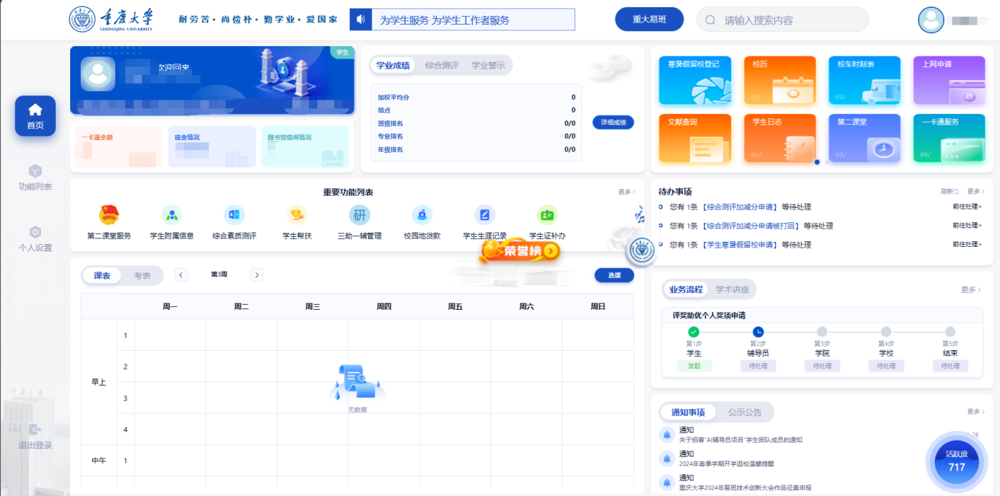 重庆大学
CHONGQING UNIVERSITY
耐劳苦·尚俭朴·勤学业·爱国家
为学生服务 为学生工作者服务
重大易班
请输入搜索内容
首页
功能列表
个人设置
退出登录
学生
欢迎回来
一卡通余额
宿舍情况
图书馆借阅情况
学业成绩 综合测评 学业警示
加权平均分 0
绩点 0
班级排名 0/0
专业排名 0/0
年级排名 0/0
详细成绩
寒暑假留校登记
校历
01/
校车时刻表
02/
上网申请
文献查询
学生日志
04/
第二课堂
03/
一卡通服务
05/
重要功能列表
更多
第二课堂服务
学生附属信息
综合素质测评
学生帮扶
三助一辅管理
校园地贷款
学生生涯记录
学生证补办
荣誉榜
待办事项
刷新 更多
您有 1条 【综合测评加减分申请】 等待处理 前往处理>
您有 1条 【综合测评加减分申请被打回】 等待处理 前往处理>
您有 1条 【学生寒暑假留校申请】 等待处理 前往处理>
课表 考表
第3周
选课
周一 周二 周三 周四 周五 周六 周日
早上
1
2
3
4
中午
1
无数据
业务流程 学术讲座
更多
评奖助优个人奖项申请
第1步 第2步 第3步 第4步 第5步
学生 辅导员 学院 学校 结束
发起 待处理 待处理 待处理 待处理
通知事项 公示公告
更多
通知
关于招募“AI辅导员项目”学生团队成员的通知
通知
2024年春季学期开学返校温馨提醒
通知
重庆大学2024年易班技术创新大会作品征集申报
活跃度
717